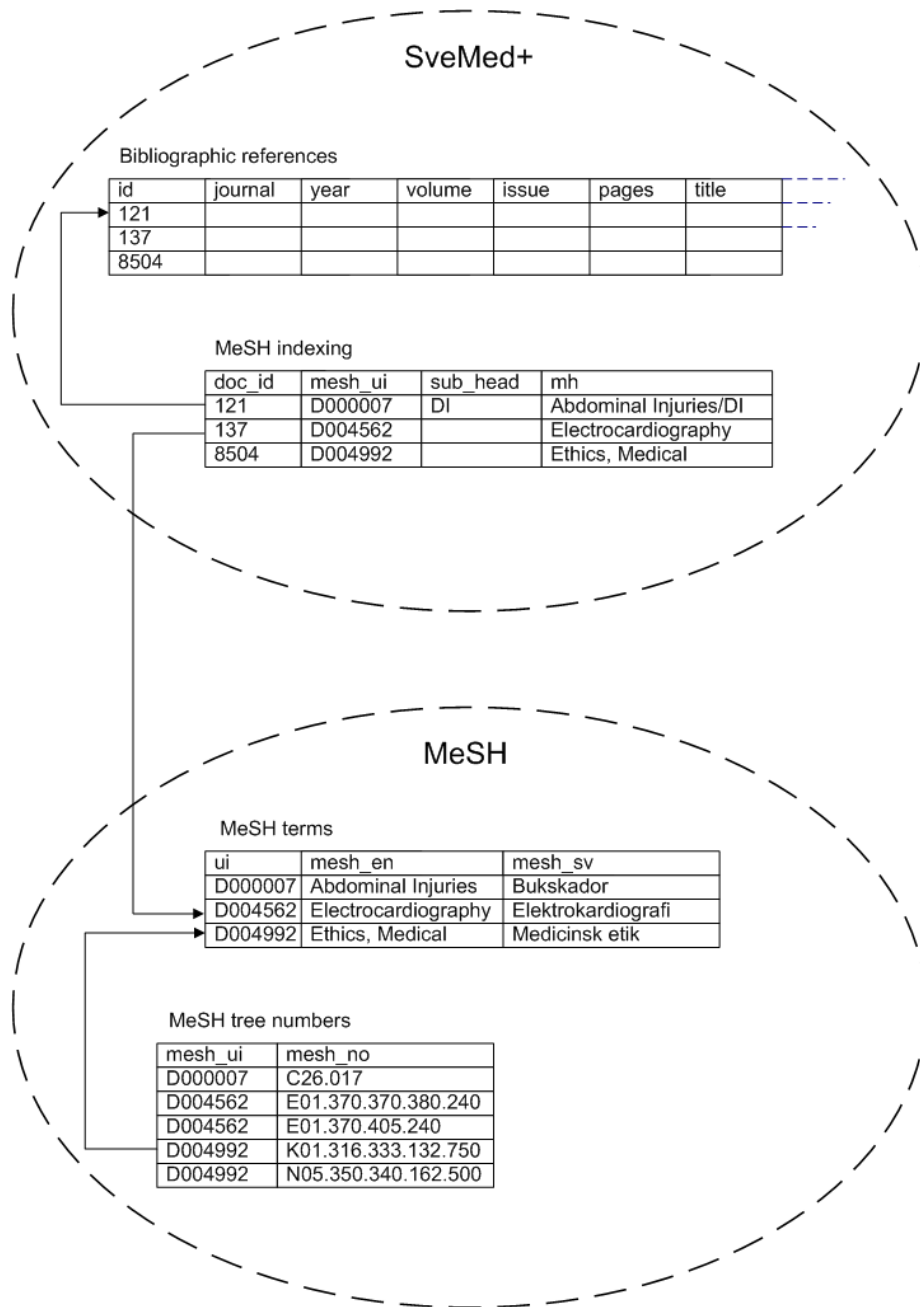 SveMed+
Bibliographic references
id journal year volume issue pages title
121
137
8504
MeSH indexing
doc_id mesh_ui sub_head mh
121 D000007 DI Abdominal Injuries/DI
137 D004562 Electrocardiography
8504 D004992 Ethics, Medical
MeSH
MeSH terms
ui mesh_en mesh_sv
D000007 Abdominal Injuries Bukskador
D004562 Electrocardiography Elektrokardiografi
D004992 Ethics, Medical Medicinsk etik
MeSH tree numbers
mesh_ui mesh_no
D000007 C26.017
D004562 E01.370.370.380.240
D004562 E01.370.405.240
D004992 K01.316.333.132.750
D004992 N05.350.340.162.500